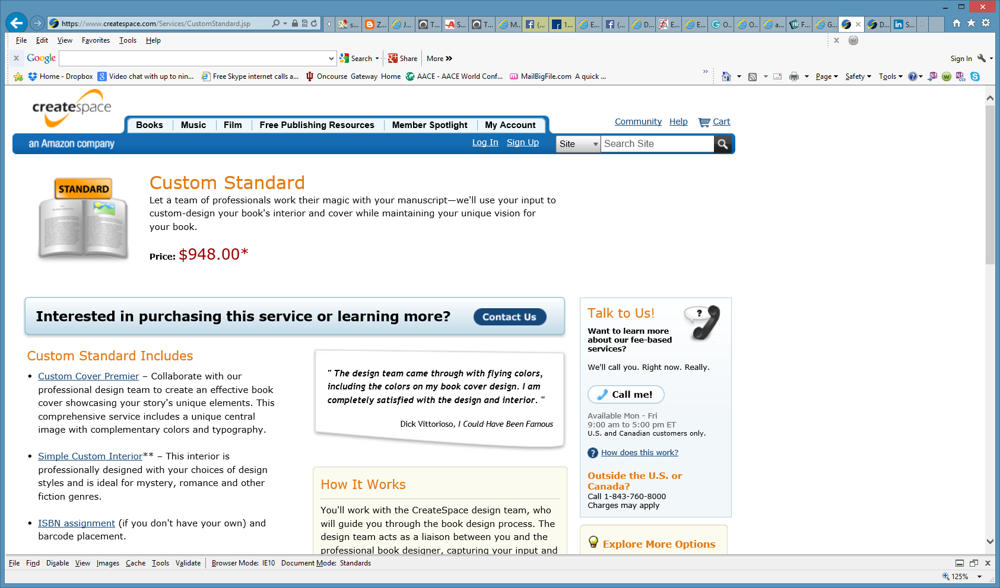 https://www.createspace.com/Services/CustomStandard.jsp
s...
Z...
J...
T...
S...
T...
M...
(...
1...
E...
(...
D...
E...
E...
O...
O...
a...
F...
G...
D...
S...
File Edit View Favorites Tools Help
Google Search Share More Sign In
Home - Dropbox Video chat with up to nin... Free Skype internet calls a... Oncourse Gateway Home AACE - AACE World Conf... MailBigFile.com A quick ... Page Safety Tools
createspace
Books Music Film Free Publishing Resources Member Spotlight My Account
Community Help Cart
an Amazon company
Log In Sign Up Site Search Site
STANDARD
Custom Standard
Let a team of professionals work their magic with your manuscript—we'll use your input to
custom-design your book's interior and cover while maintaining your unique vision for
your book.
Price: $948.00*
Interested in purchasing this service or learning more? Contact Us
Custom Standard Includes
• Custom Cover Premier – Collaborate with our
professional design team to create an effective book
cover showcasing your story's unique elements. This
comprehensive service includes a unique central
image with complementary colors and typography.
• Simple Custom Interior** – This interior is
professionally designed with your choices of design
styles and is ideal for mystery, romance and other
fiction genres.
• ISBN assignment (if you don't have your own) and
barcode placement.
" The design team came through with flying colors,
including the colors on my book cover design. I am
completely satisfied with the design and interior. "
Dick Vittorioso, I Could Have Been Famous
How It Works
You'll work with the CreateSpace design team, who
will guide you through the book design process. The
design team acts as a liaison between you and the
professional book designer, capturing your input and
Talk to Us!
Want to learn more
about our fee-based
services?
We'll call you. Right now. Really.
Call me!
Available Mon - Fri
9:00 am to 5:00 pm ET
U.S. and Canadian customers only.
How does this work?
Outside the U.S. or
Canada?
Call 1-843-760-8000
Charges may apply
Explore More Options
File Find Disable View Images Cache Tools Validate Browser Mode: IE10 Document Mode: Standards
125%